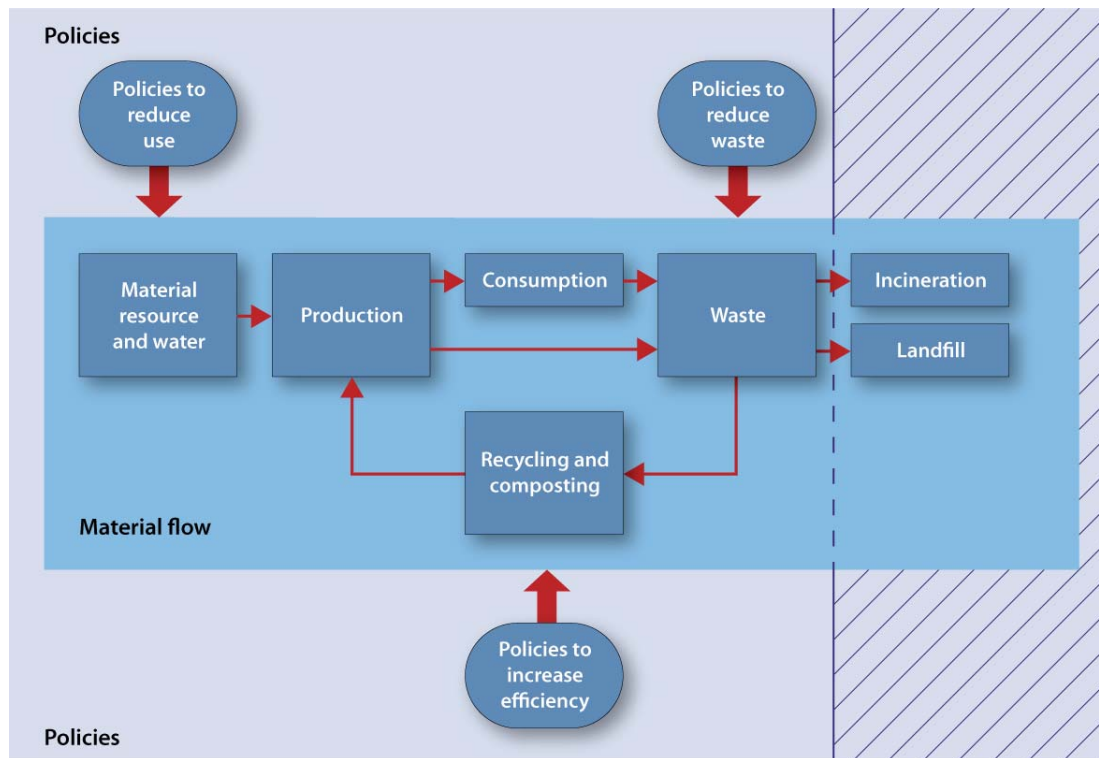 Policies
Policies to
reduce
use
Policies to
reduce
waste
Material
resource
and water
Production
Consumption
Waste
Incineration
Landfill
Recycling and
composting
Material flow
Policies to
increase
efficiency
Policies